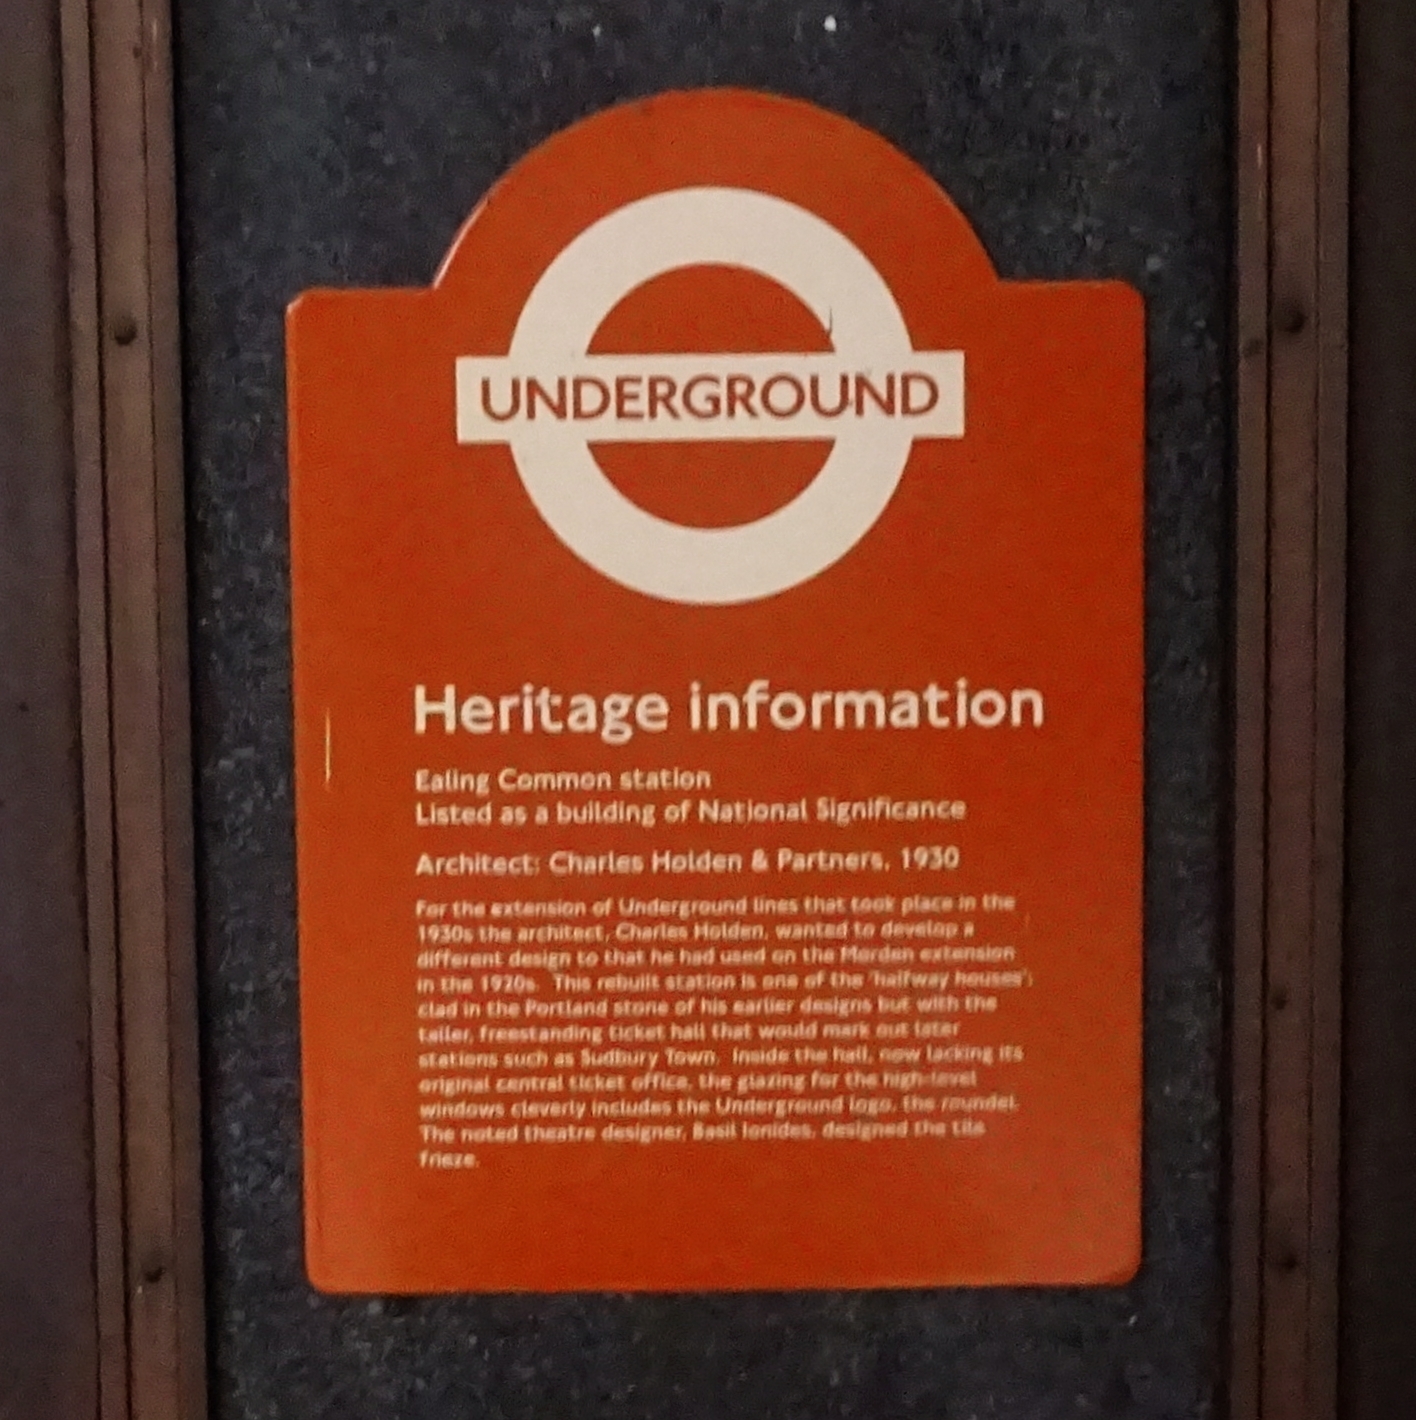 UNDERGROUND
Heritage information
Ealing Common station
Listed as a building of National Significance
Architect: Charles Holden & Partners, 1930
For the extension of Underground lines that took place in the
1930s the architect, Charles Holden, wanted to develop a
different design to that he had used on the Morden extension
in the 1920s. This rebuilt station is one of the 'halfway houses';
clad in the Portland stone of his earlier designs but with the
taller, freestanding ticket hall that would mark out later
stations such as Sudbury Town. Inside the hall, now lacking its
original central ticket office, the glazing for the high-level
windows cleverly includes the Underground logo, the roundel.
The noted theatre designer, Basil Ionides, designed the tile
frieze.